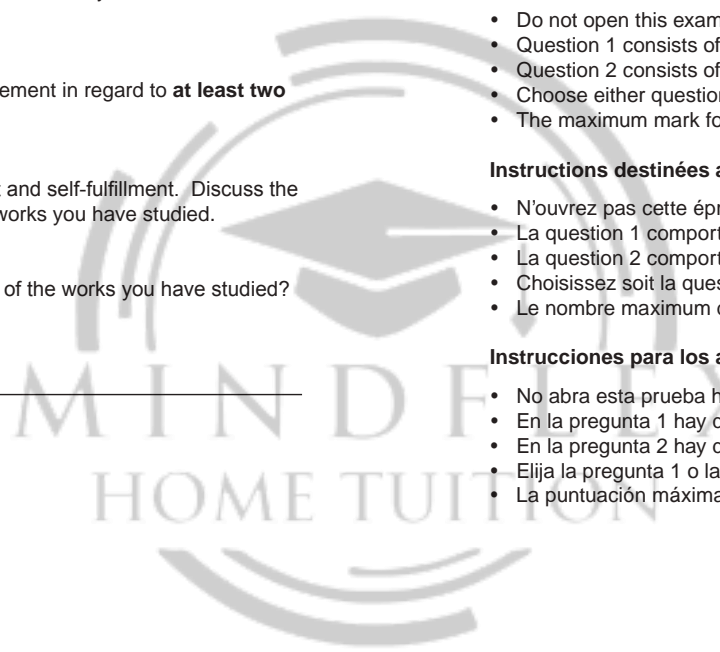 ement in regard to at least two
t and self-fulfillment. Discuss the
works you have studied.
of the works you have studied?
• Do not open this exam
• Question 1 consists of
• Question 2 consists of
• Choose either question
• The maximum mark fo
Instructions destinées a
• N'ouvrez pas cette épr
• La question 1 comport
• La question 2 comport
• Choisissez soit la ques
• Le nombre maximum d
Instrucciones para los a
• No abra esta prueba h
• En la pregunta 1 hay d
• En la pregunta 2 hay d
• Elija la pregunta 1 o la
• La puntuación máxima
MINDFLEX
HOME TUITION